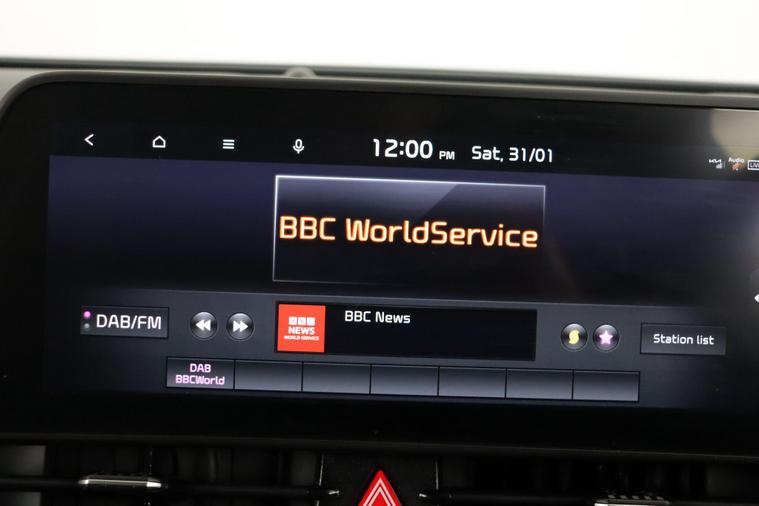 12:00 PM Sat, 31/01
Audio
BBC WorldService
DAB/FM
BBC
NEWS
WORLD SERVICE
BBC News
Station list
DAB
BBCWorld